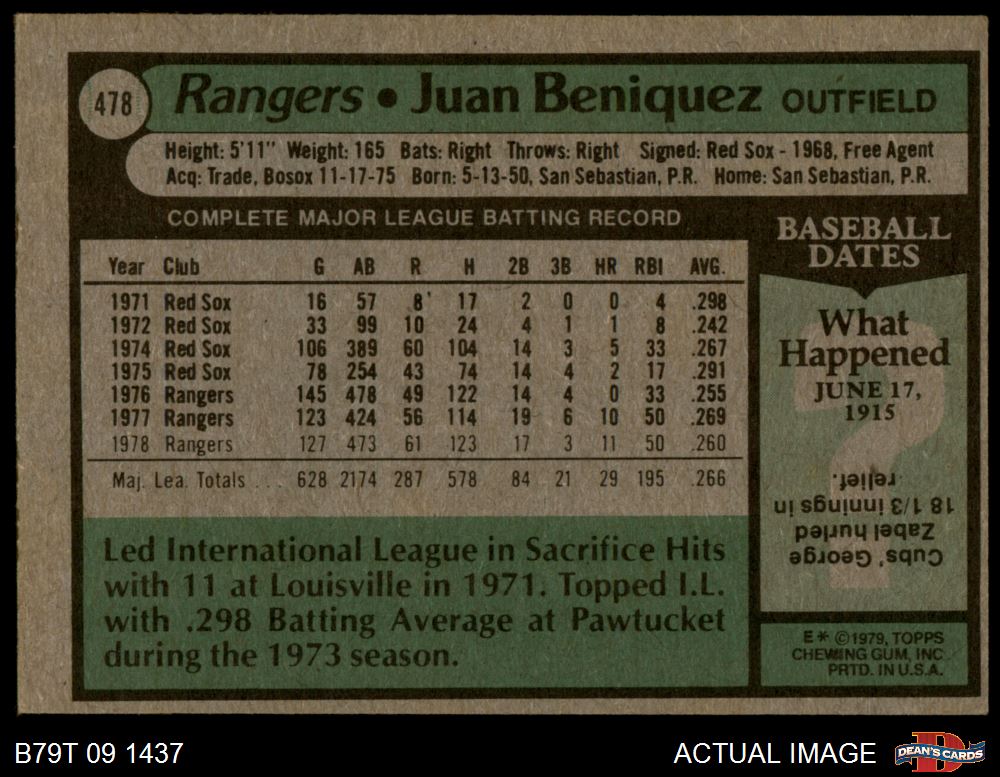 478 Rangers • Juan Beniquez OUTFIELD
Height: 5'11" Weight: 165 Bats: Right Throws: Right Signed: Red Sox - 1968, Free Agent
Acq: Trade, Bosox 11-17-75 Born: 5-13-50, San Sebastian, P.R. Home: San Sebastian, P.R.
COMPLETE MAJOR LEAGUE BATTING RECORD
Year Club G AB R H 2B 3B HR RBI AVG.
1971 Red Sox 16 57 8 17 2 0 0 4 .298
1972 Red Sox 33 99 10 24 4 1 1 8 .242
1974 Red Sox 106 389 60 104 14 3 5 33 .267
1975 Red Sox 78 254 43 74 14 4 2 17 .291
1976 Rangers 145 478 49 122 14 4 0 33 .255
1977 Rangers 123 424 56 114 19 6 10 50 .269
1978 Rangers 127 473 61 123 17 3 11 50 .260
Maj. Lea. Totals ... 628 2174 287 578 84 21 29 195 .266
Led International League in Sacrifice Hits
with 11 at Louisville in 1971. Topped I.L.
with .298 Batting Average at Pawtucket
during the 1973 season.
BASEBALL
DATES
What
Happened
JUNE 17,
1915
?
Cubs' George
Zabel hurled
18 1/3 innings in
relief.
E * ©1979, TOPPS
CHEWING GUM, INC.
PRTD. IN U.S.A.
B79T 09 1437
ACTUAL IMAGE
D
DEAN'S CARDS